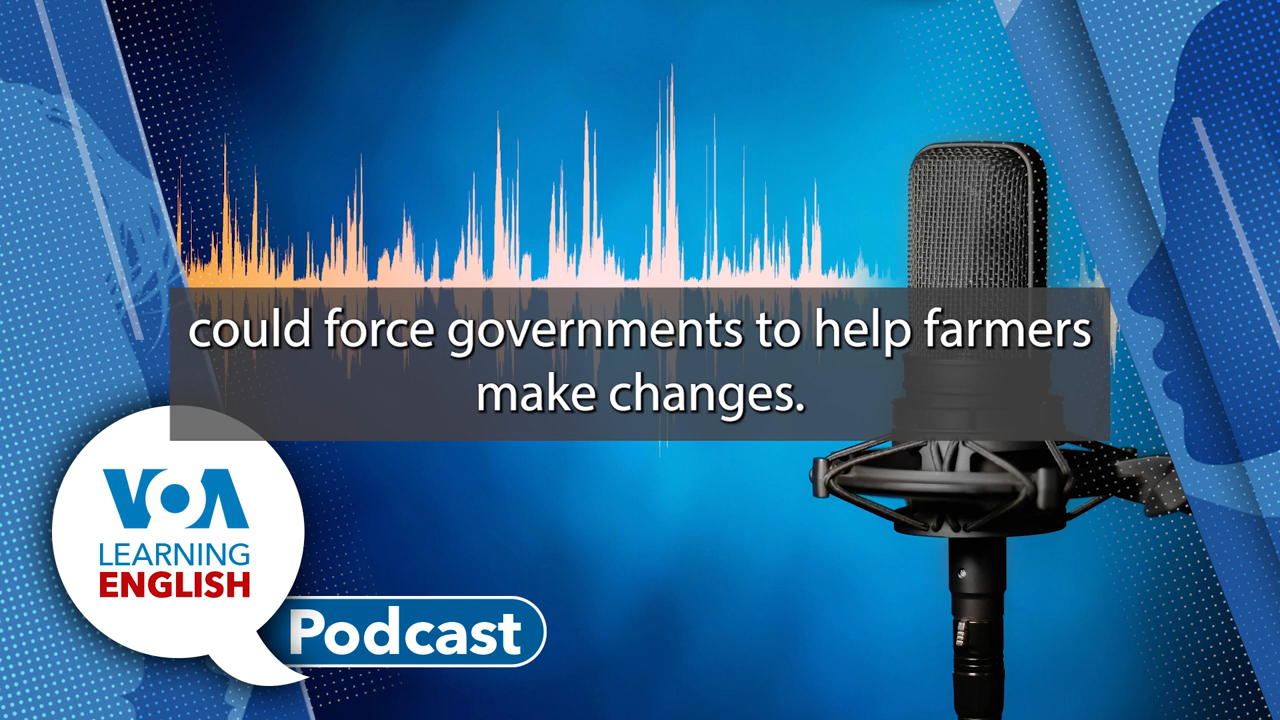 could force governments to help farmers
make changes.
VOA
LEARNING
ENGLISH
Podcast